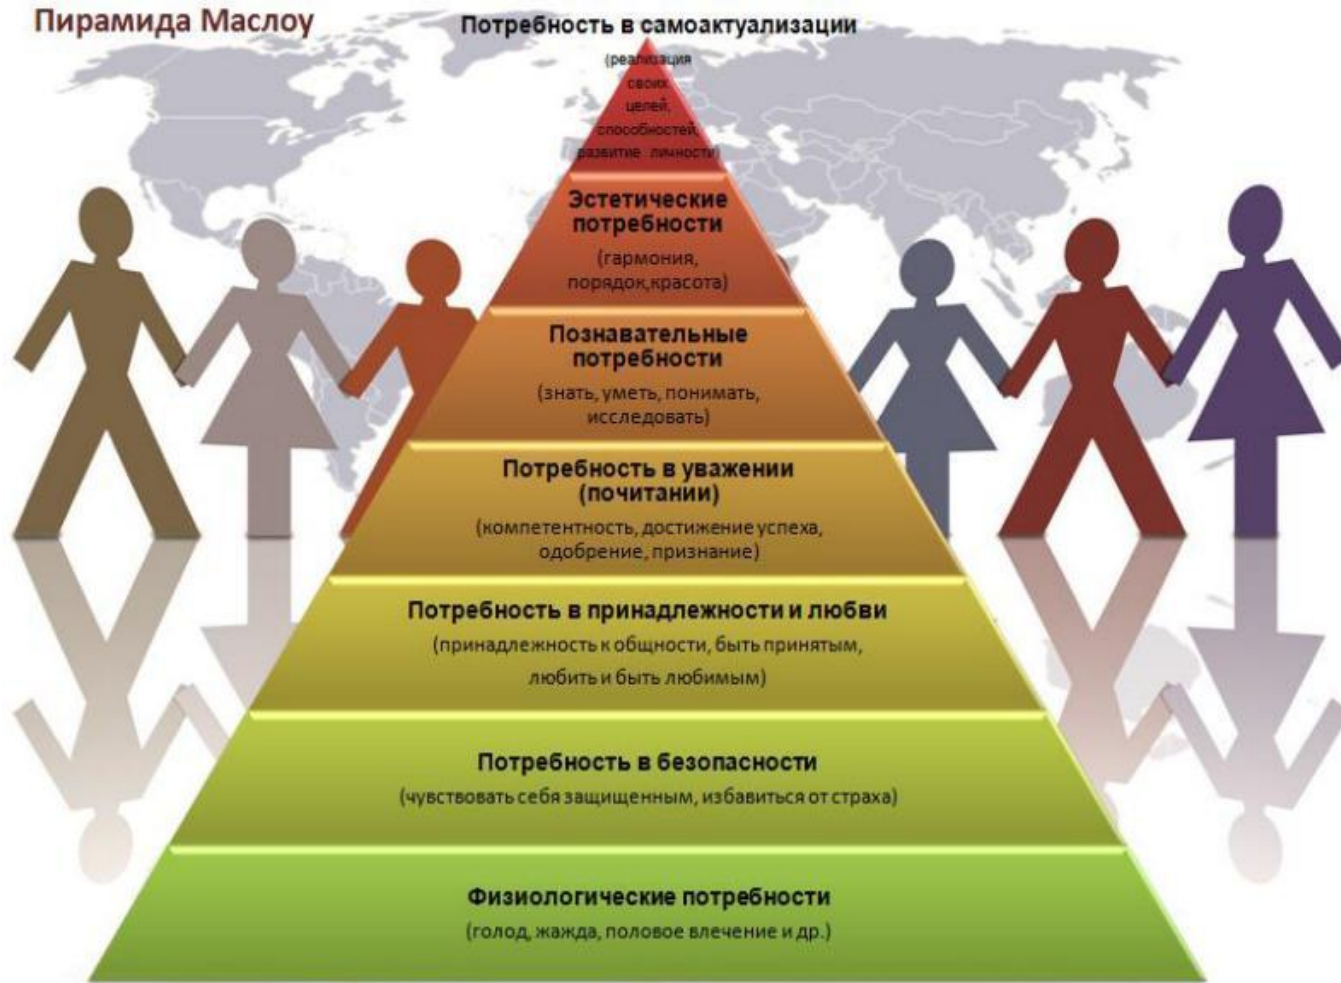 Пирамида Маслоу
Потребность в самоактуализации
(реализация
своих
целей,
способностей,
развитие личности)
Эстетические
потребности
(гармония,
порядок,красота)
Познавательные
потребности
(знать, уметь, понимать,
исследовать)
Потребность в уважении
(почитании)
(компетентность, достижение успеха,
одобрение, признание)
Потребность в принадлежности и любви
(принадлежность к общности, быть принятым,
любить и быть любимым)
Потребность в безопасности
(чувствовать себя защищенным, избавиться от страха)
Физиологические потребности
(голод, жажда, половое влечение и др.)